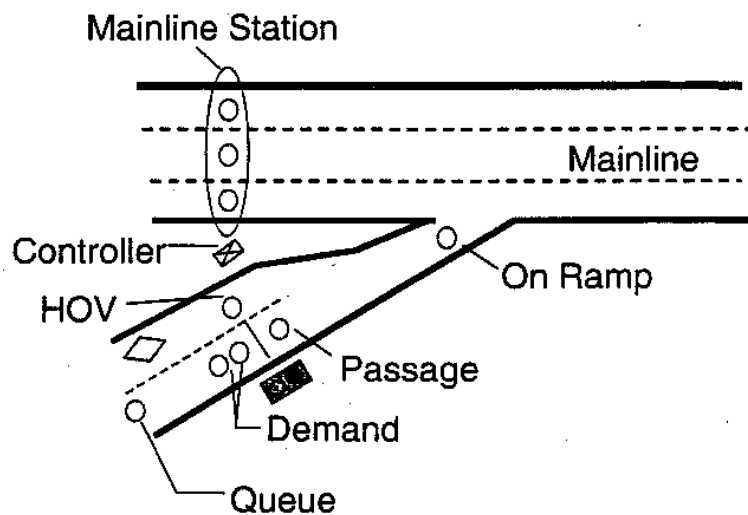 Mainline Station
Mainline
Controller
On Ramp
HOV
Passage
Demand
Queue